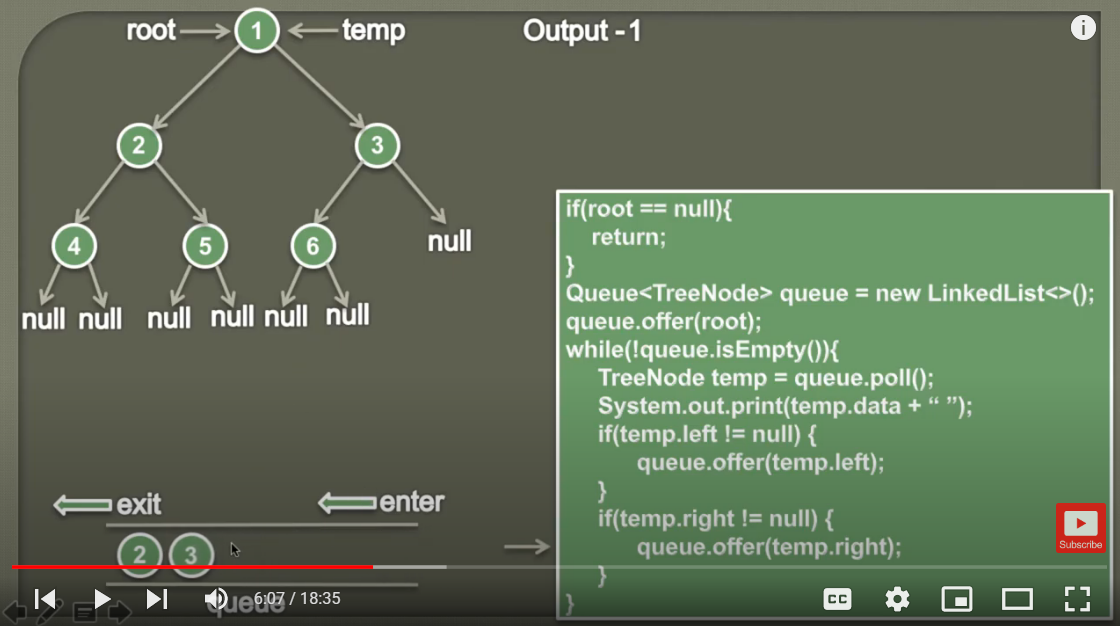 root 1 temp Output - 1
2 3
4 5 6 null
null null null null null null
if(root == null){
return;
}
Queue<TreeNode> queue = new LinkedList<>();
queue.offer(root);
while(!queue.isEmpty()){
TreeNode temp = queue.poll();
System.out.print(temp.data + “ ”);
if(temp.left != null) {
queue.offer(temp.left);
}
if(temp.right != null) {
queue.offer(temp.right);
}
}
exit enter
2 3
queue
Subscribe
6:07 / 18:35
CC